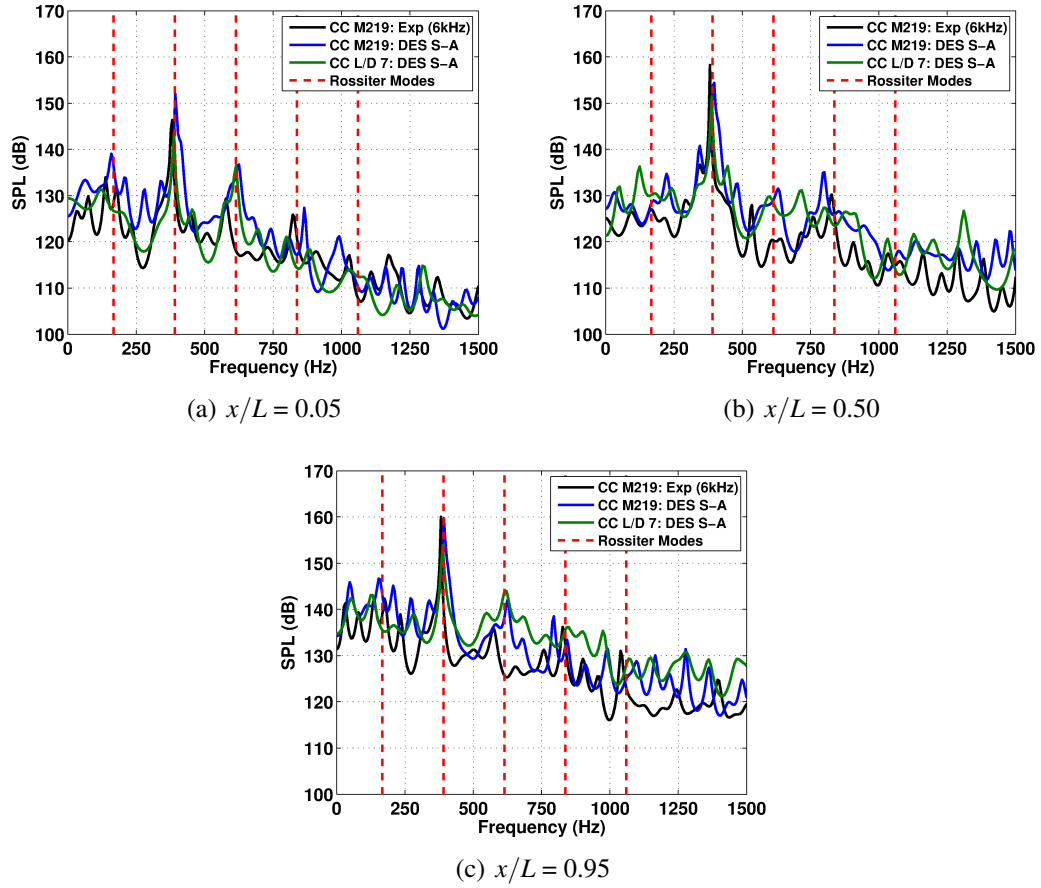 170
160
150
140
130
120
110
100
SPL (dB)
CC M219: Exp (6kHz)
CC M219: DES S-A
CC L/D 7: DES S-A
Rossiter Modes
0 250 500 750 1000 1250 1500
Frequency (Hz)
(a) x/L = 0.05
170
160
150
140
130
120
110
100
SPL (dB)
CC M219: Exp (6kHz)
CC M219: DES S-A
CC L/D 7: DES S-A
Rossiter Modes
0 250 500 750 1000 1250 1500
Frequency (Hz)
(b) x/L = 0.50
170
160
150
140
130
120
110
100
SPL (dB)
CC M219: Exp (6kHz)
CC M219: DES S-A
CC L/D 7: DES S-A
Rossiter Modes
0 250 500 750 1000 1250 1500
Frequency (Hz)
(c) x/L = 0.95